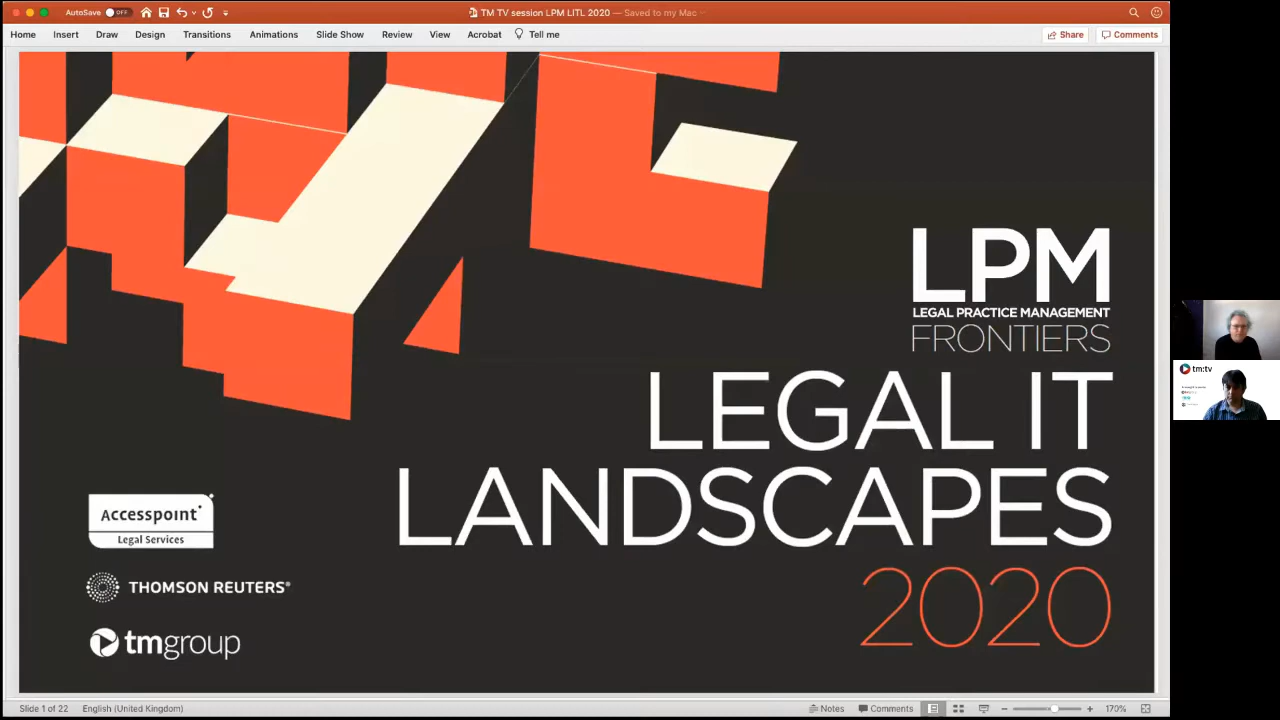 AutoSave OFF
TM TV session LPM LITL 2020 — Saved to my Mac
Home Insert Draw Design Transitions Animations Slide Show Review View Acrobat Tell me
Share Comments
LPM
LEGAL PRACTICE MANAGEMENT
FRONTIERS
LEGAL IT
LANDSCAPES
2020
Accesspoint
Legal Services
THOMSON REUTERS®
tmgroup
tm:tv
Slide 1 of 22 English (United Kingdom)
Notes Comments 170%